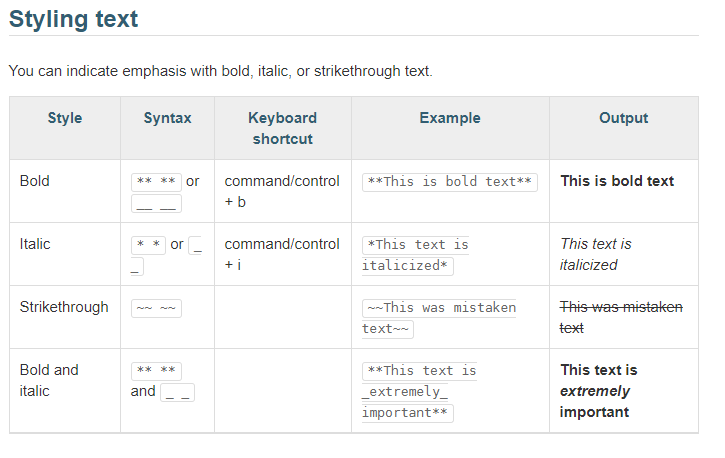 Styling text
You can indicate emphasis with bold, italic, or strikethrough text.
Style Syntax Keyboard shortcut Example Output
Bold ** ** or __ __ command/control + b **This is bold text** This is bold text
Italic * * or _ _ command/control + i *This text is italicized* This text is italicized
Strikethrough ~~ ~~ ~~This was mistaken text~~ This was mistaken text
Bold and italic ** ** and _ _ **This text is _extremely_ important** This text is extremely important